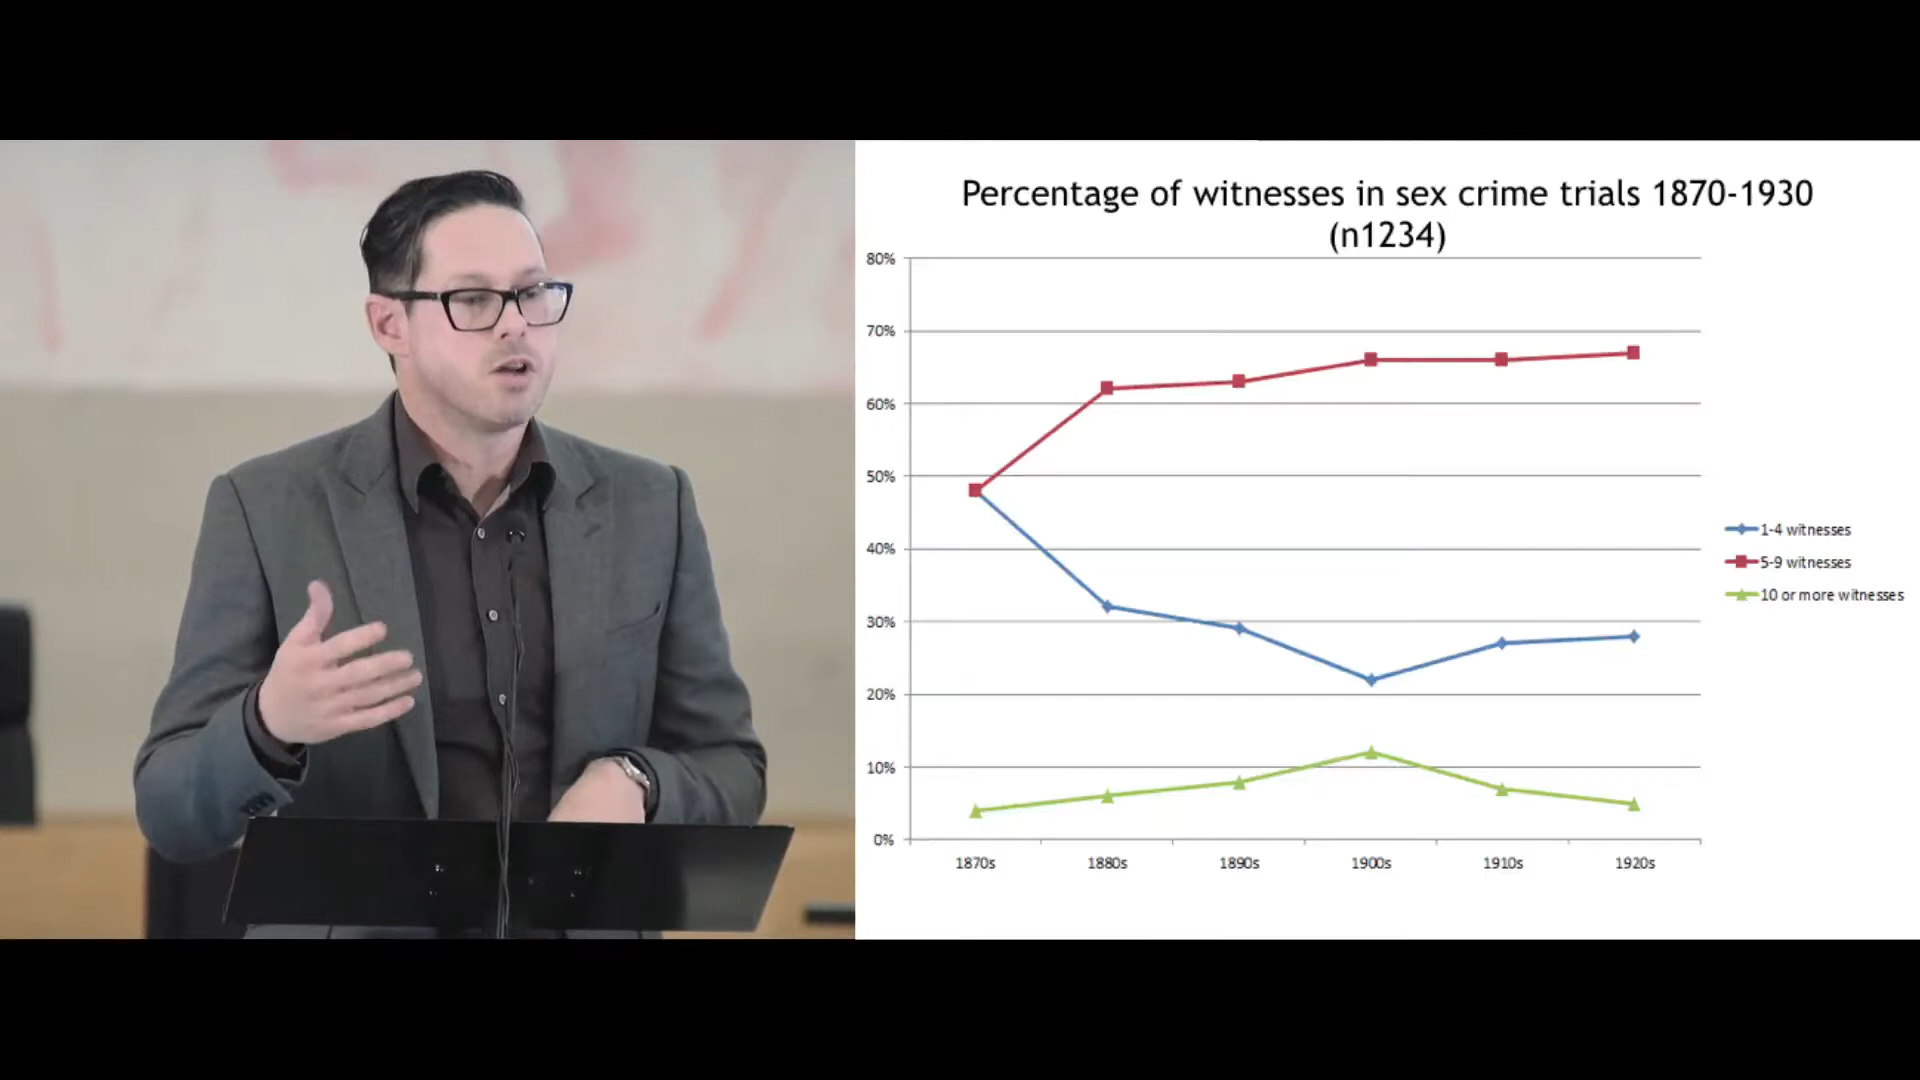 Percentage of witnesses in sex crime trials 1870-1930
(n1234)
80%
70%
60%
50%
40%
30%
20%
10%
0%
1870s 1880s 1890s 1900s 1910s 1920s
1-4 witnesses
5-9 witnesses
10 or more witnesses